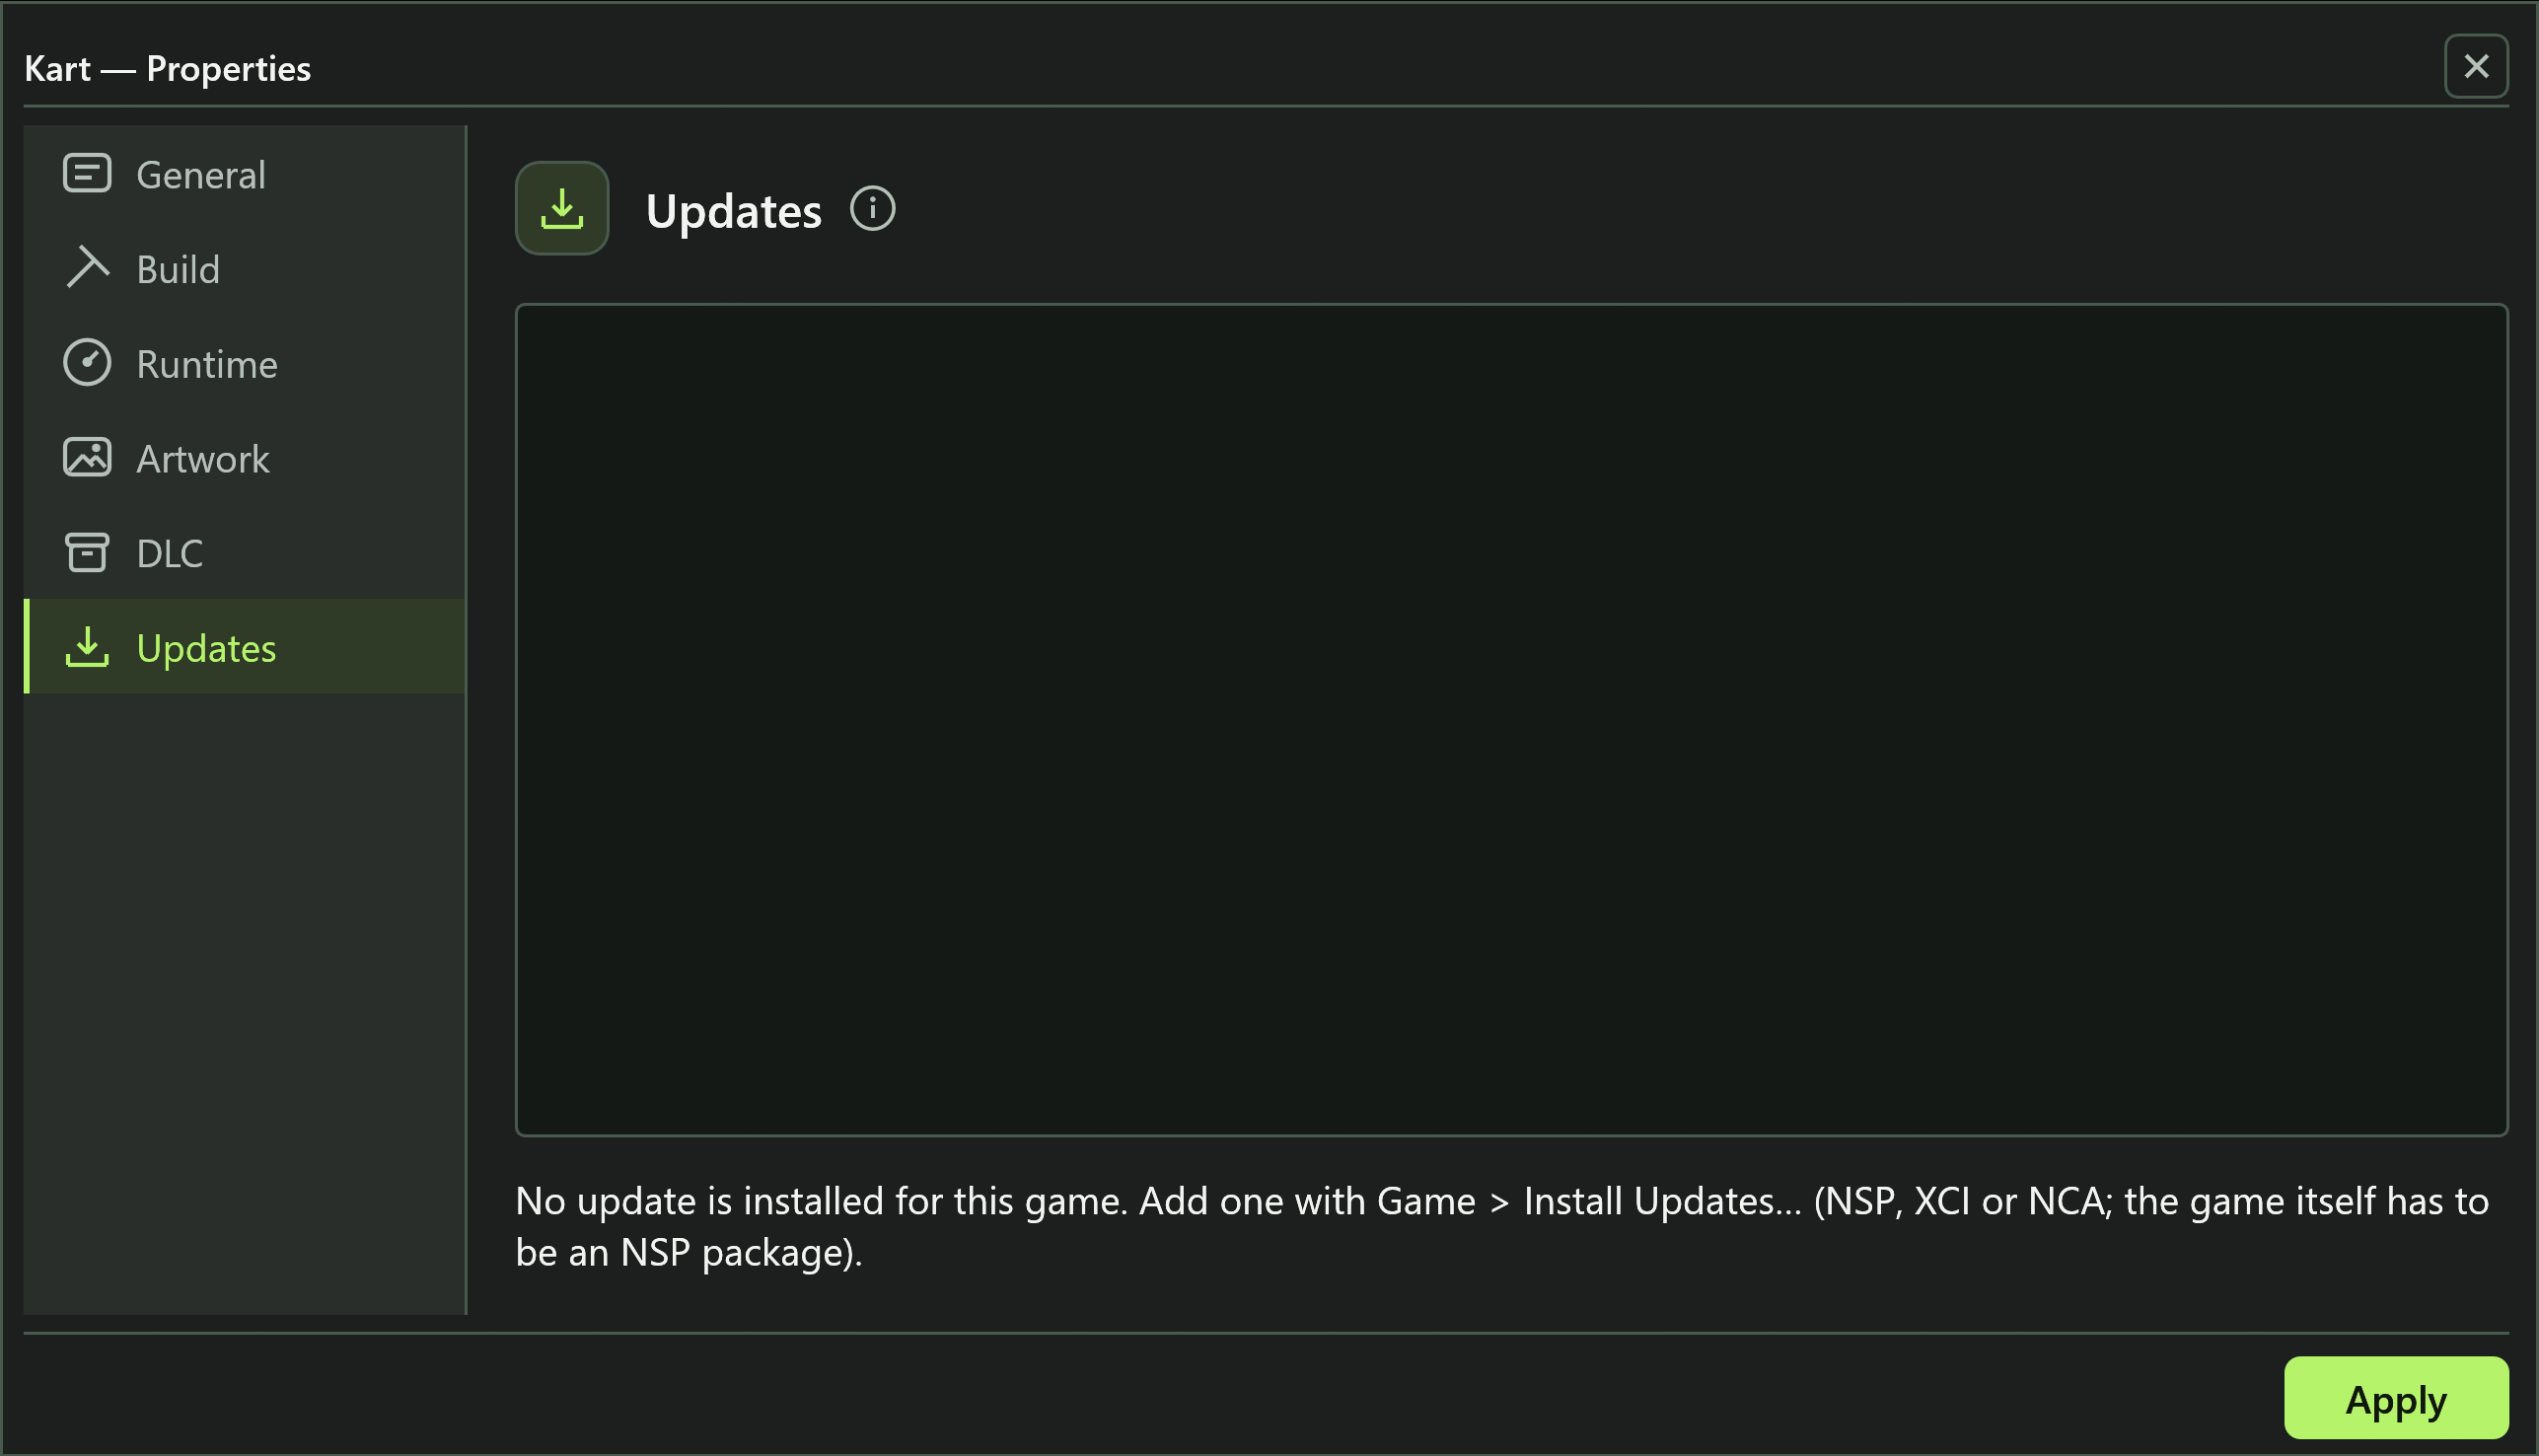 Kart — Properties
General
Build
Runtime
Artwork
DLC
Updates
Updates
No update is installed for this game. Add one with Game > Install Updates... (NSP, XCI or NCA; the game itself has to
be an NSP package).
Apply